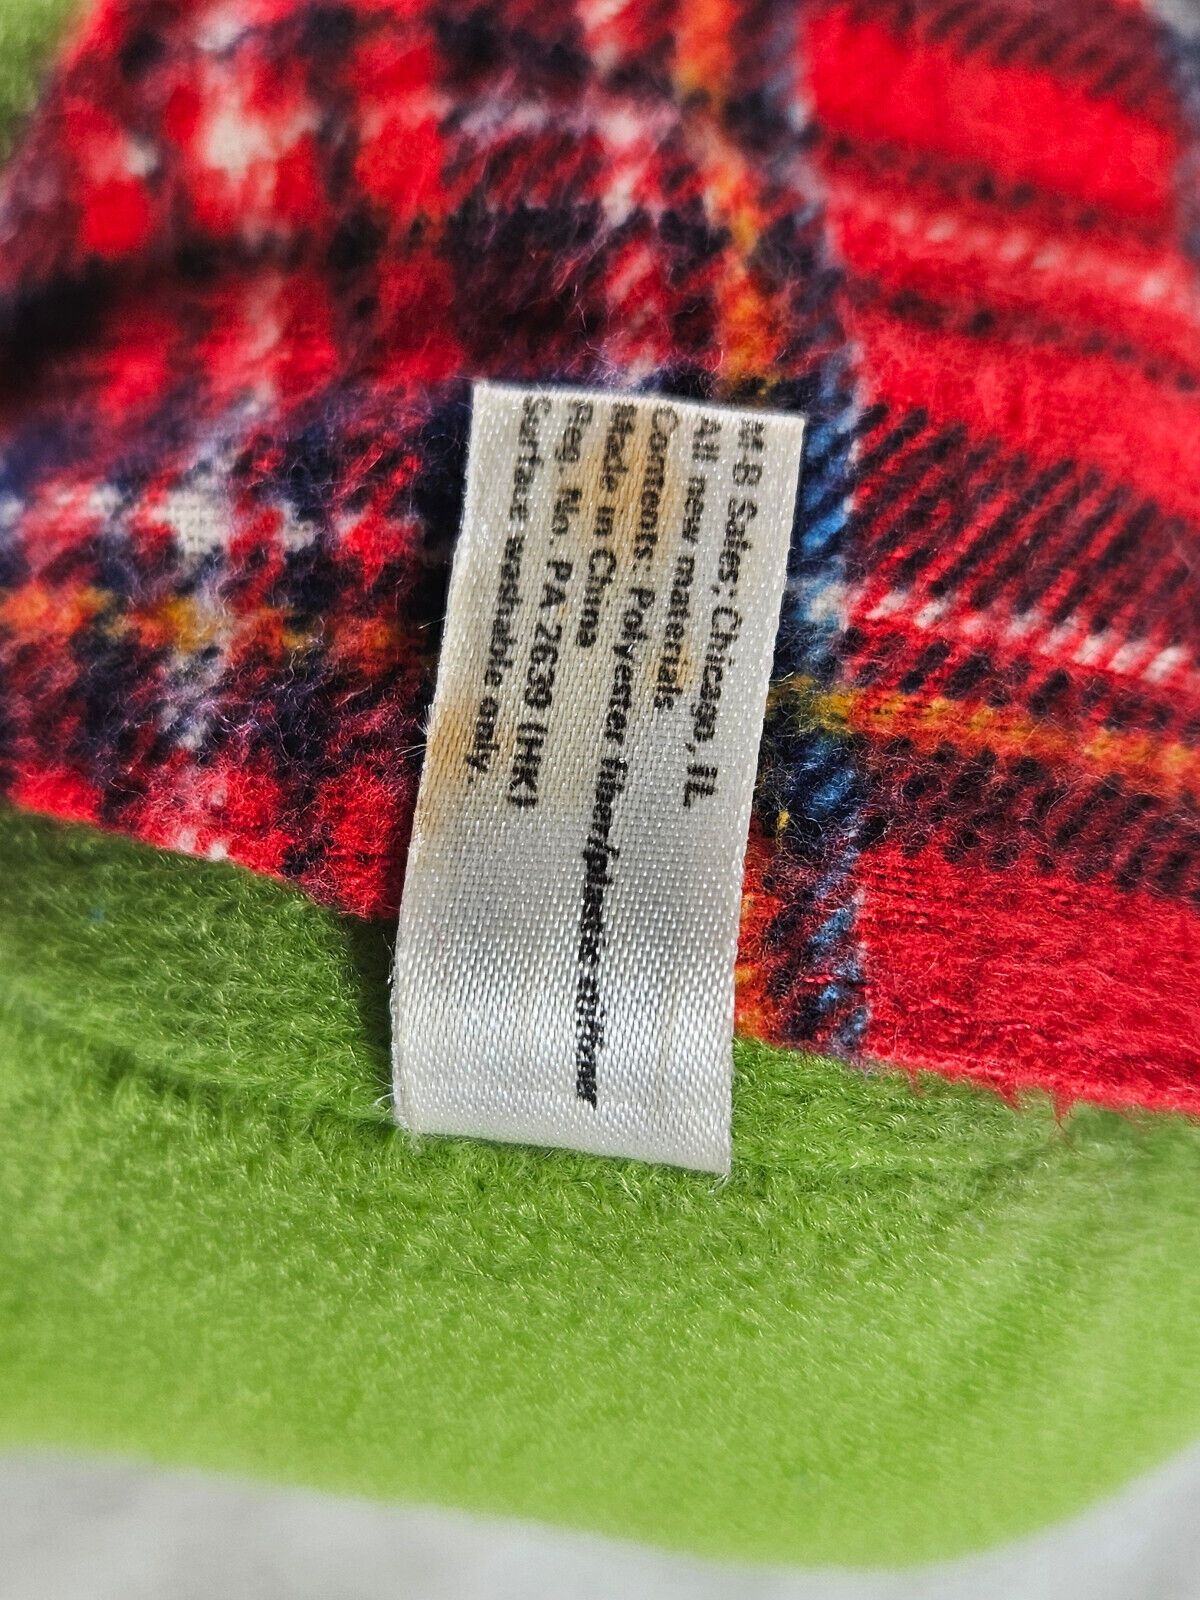 M-B Sales; Chicago, IL
All new materials
Contents: Polyester fiber/plastic
Made in China
Reg. No. PA 2639 (HK)
Surface washable only.